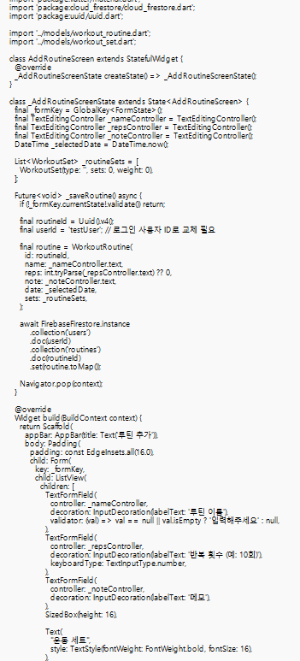 import 'package:cloud_firestore/cloud_firestore.dart';
import 'package:uuid/uuid.dart';
import '../models/workout_routine.dart';
import '../models/workout_set.dart';
class AddRoutineScreen extends StatefulWidget {
@override
_AddRoutineScreenState createState() => _AddRoutineScreenState();
}
class _AddRoutineScreenState extends State<AddRoutineScreen> {
final _formKey = GlobalKey<FormState>();
final TextEditingController _nameController = TextEditingController();
final TextEditingController _repsController = TextEditingController();
final TextEditingController _noteController = TextEditingController();
DateTime _selectedDate = DateTime.now();
List<WorkoutSet> _routineSets = [
WorkoutSet(type: '', sets: 0, weight: 0),
];
Future<void> _saveRoutine() async {
if (!_formKey.currentState!.validate()) return;
final routineId = Uuid().v4();
final userId = 'testUser'; // 로그인 사용자 ID로 교체 필요
final routine = WorkoutRoutine(
id: routineId,
name: _nameController.text,
reps: int.tryParse(_repsController.text) ?? 0,
note: _noteController.text,
date: _selectedDate,
sets: _routineSets,
);
await FirebaseFirestore.instance
.collection('users')
.doc(userId)
.collection('routines')
.doc(routineId)
.set(routine.toMap());
Navigator.pop(context);
}
@override
Widget build(BuildContext context) {
return Scaffold(
appBar: AppBar(title: Text('루틴 추가')),
body: Padding(
padding: const EdgeInsets.all(16.0),
child: Form(
key: _formKey,
child: ListView(
children: [
TextFormField(
controller: _nameController,
decoration: InputDecoration(labelText: '루틴 이름'),
validator: (val) => val == null || val.isEmpty ? '입력해주세요' : null,
),
TextFormField(
controller: _repsController,
decoration: InputDecoration(labelText: '반복 횟수 (예: 10회)'),
keyboardType: TextInputType.number,
),
TextFormField(
controller: _noteController,
decoration: InputDecoration(labelText: '메모'),
),
SizedBox(height: 16),
Text(
"운동 세트",
style: TextStyle(fontWeight: FontWeight.bold, fontSize: 16),
),